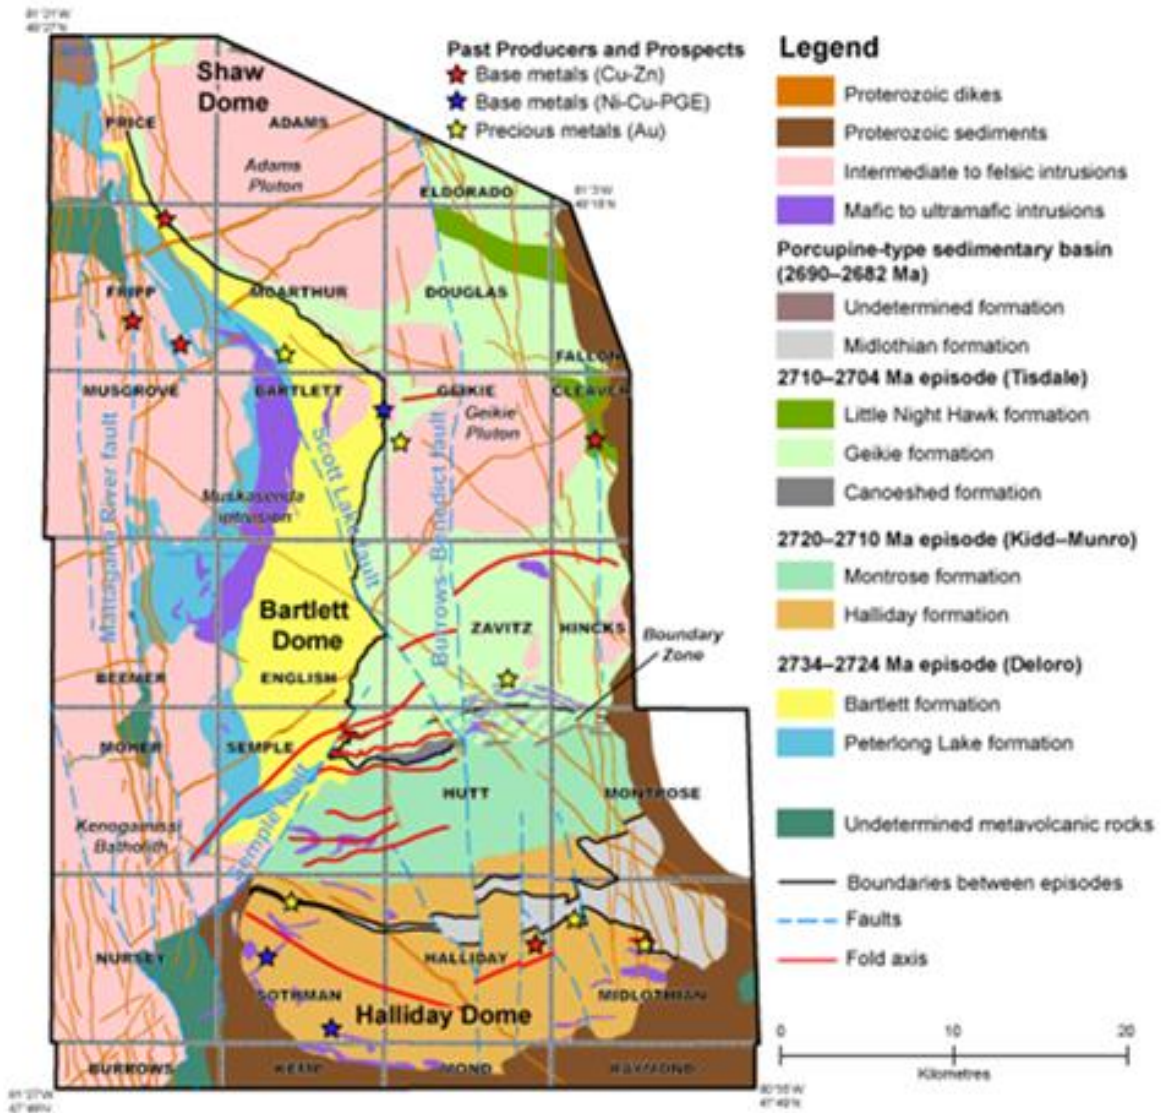 Past Producers and Prospects
Base metals (Cu-Zn)
Base metals (Ni-Cu-PGE)
Precious metals (Au)
Legend
Proterozoic dikes
Proterozoic sediments
Intermediate to felsic intrusions
Mafic to ultramafic intrusions
Porcupine-type sedimentary basin
(2690–2682 Ma)
Undetermined formation
Midlothian formation
2710–2704 Ma episode (Tisdale)
Little Night Hawk formation
Geikie formation
Canoeshed formation
2720–2710 Ma episode (Kidd–Munro)
Montrose formation
Halliday formation
2734–2724 Ma episode (Deloro)
Bartlett formation
Peterlong Lake formation
Undetermined metavolcanic rocks
Boundaries between episodes
Faults
Fold axis
0 10 20
Kilometres
Shaw
Dome
PRICE
ADAMS
Adams
Pluton
ELDORADO
FRIPP
MCARTHUR
DOUGLAS
FALLON
MUSGROVE
BARTLETT
GEIKIE
CLEAVER
Geikie
Pluton
Mattagami River fault
Scott Lake fault
Burrows–Benedict fault
Muskasenda
intrusion
Bartlett
Dome
ZAVITZ
HINCKS
Boundary
Zone
BEEMER
ENGLISH
MOHER
SEMPLE
HUTT
MONTROSE
Semple fault
Kenogamissi
Batholith
NURSEY
HALLIDAY
SOTHMAN
MIDLOTHIAN
Halliday Dome
BURROWS
KEMP
MOND
RAYMOND